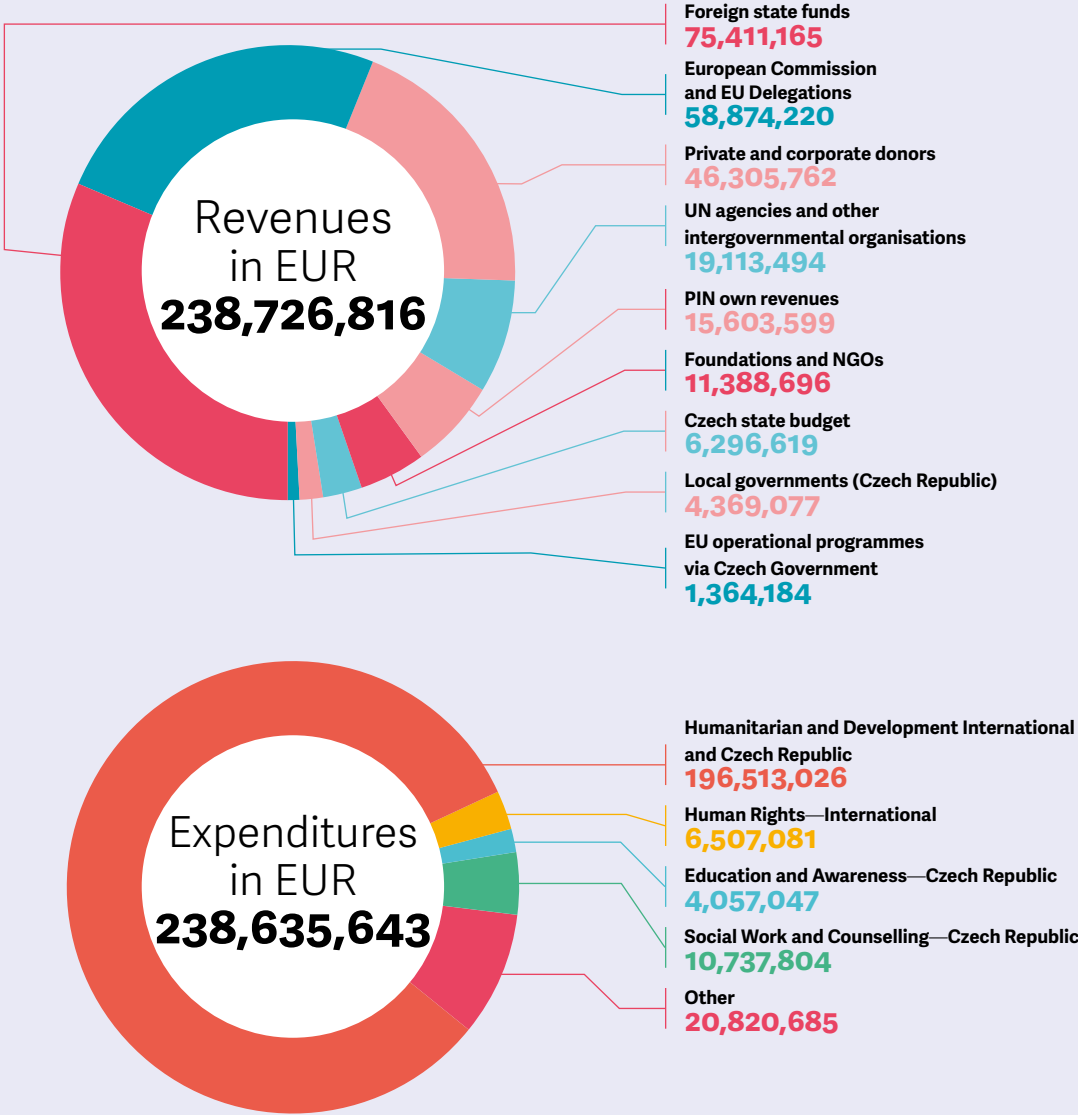 Revenues
in EUR
238,726,816
Foreign state funds
75,411,165
European Commission
and EU Delegations
58,874,220
Private and corporate donors
46,305,762
UN agencies and other
intergovernmental organisations
19,113,494
PIN own revenues
15,603,599
Foundations and NGOs
11,388,696
Czech state budget
6,296,619
Local governments (Czech Republic)
4,369,077
EU operational programmes
via Czech Government
1,364,184
Expenditures
in EUR
238,635,643
Humanitarian and Development International
and Czech Republic
196,513,026
Human Rights—International
6,507,081
Education and Awareness—Czech Republic
4,057,047
Social Work and Counselling—Czech Republic
10,737,804
Other
20,820,685